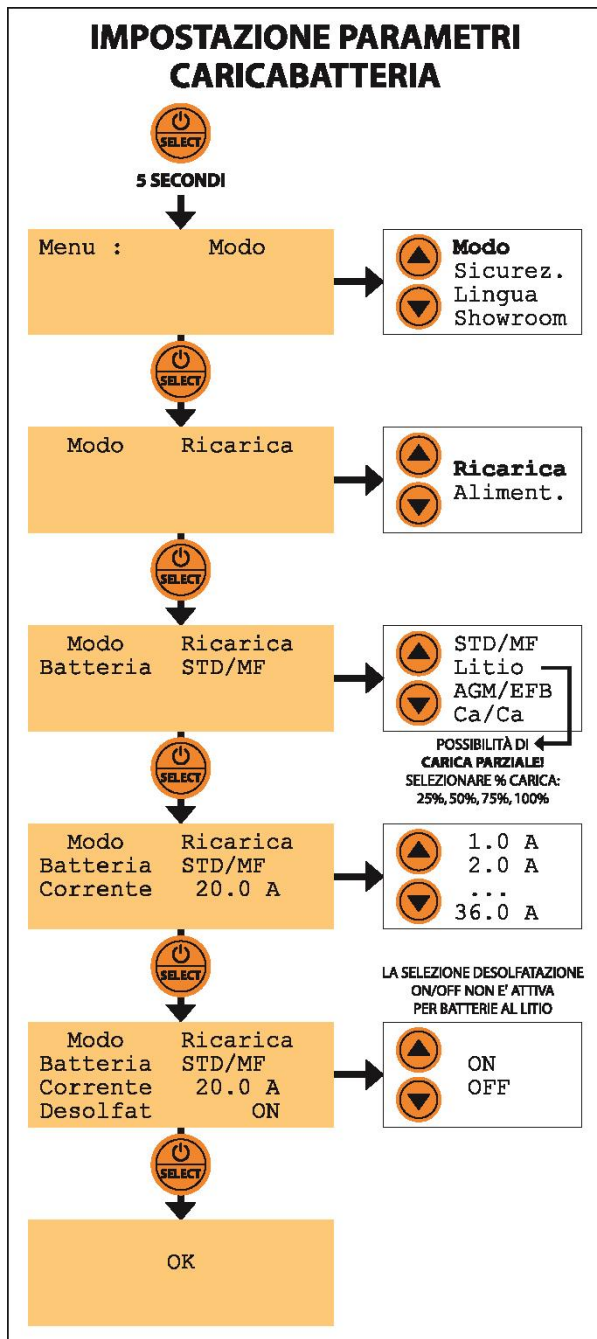 IMPOSTAZIONE PARAMETRI
CARICABATTERIA
SELECT
5 SECONDI
Menu : Modo
Modo
Sicurez.
Lingua
Showroom
SELECT
Modo Ricarica
Ricarica
Aliment.
SELECT
Modo Ricarica
Batteria STD/MF
STD/MF
Litio
AGM/EFB
Ca/Ca
POSSIBILITÀ DI
CARICA PARZIALE!
SELEZIONARE % CARICA:
25%, 50%, 75%, 100%
SELECT
Modo Ricarica
Batteria STD/MF
Corrente 20.0 A
1.0 A
2.0 A
...
36.0 A
SELECT
LA SELEZIONE DESOLFATAZIONE
ON/OFF NON E' ATTIVA
PER BATTERIE AL LITIO
Modo Ricarica
Batteria STD/MF
Corrente 20.0 A
Desolfat ON
ON
OFF
SELECT
OK